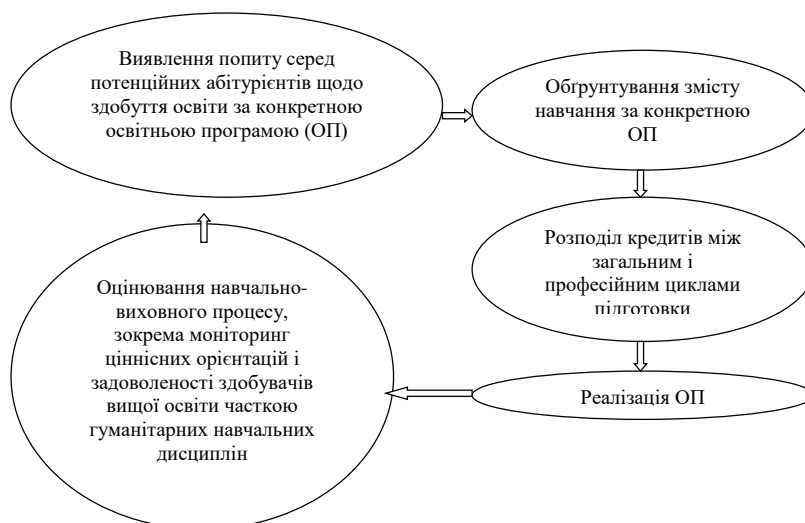 Виявлення попиту серед
потенційних абітурієнтів щодо
здобуття освіти за конкретною
освітньою програмою (ОП)
Обґрунтування змісту
навчання за конкретною
ОП
Розподіл кредитів між
загальним і
професійним циклами
підготовки
Реалізація ОП
Оцінювання навчально-
виховного процесу,
зокрема моніторинг
ціннісних орієнтацій і
задоволеності здобувачів
вищої освіти часткою
гуманітарних навчальних
дисциплін